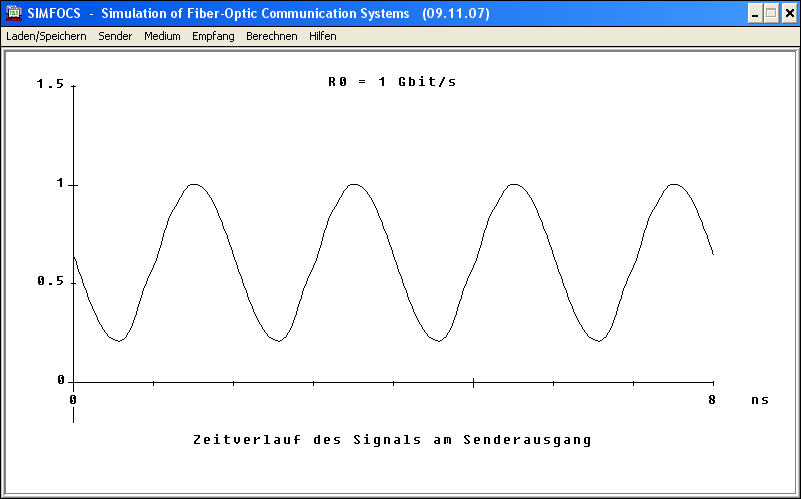 SIMFOCS - Simulation of Fiber-Optic Communication Systems (09.11.07)
Laden/Speichern Sender Medium Empfang Berechnen Hilfen
R0 = 1 Gbit/s
1.5
1
0.5
0
0 8 ns
Zeitverlauf des Signals am Senderausgang